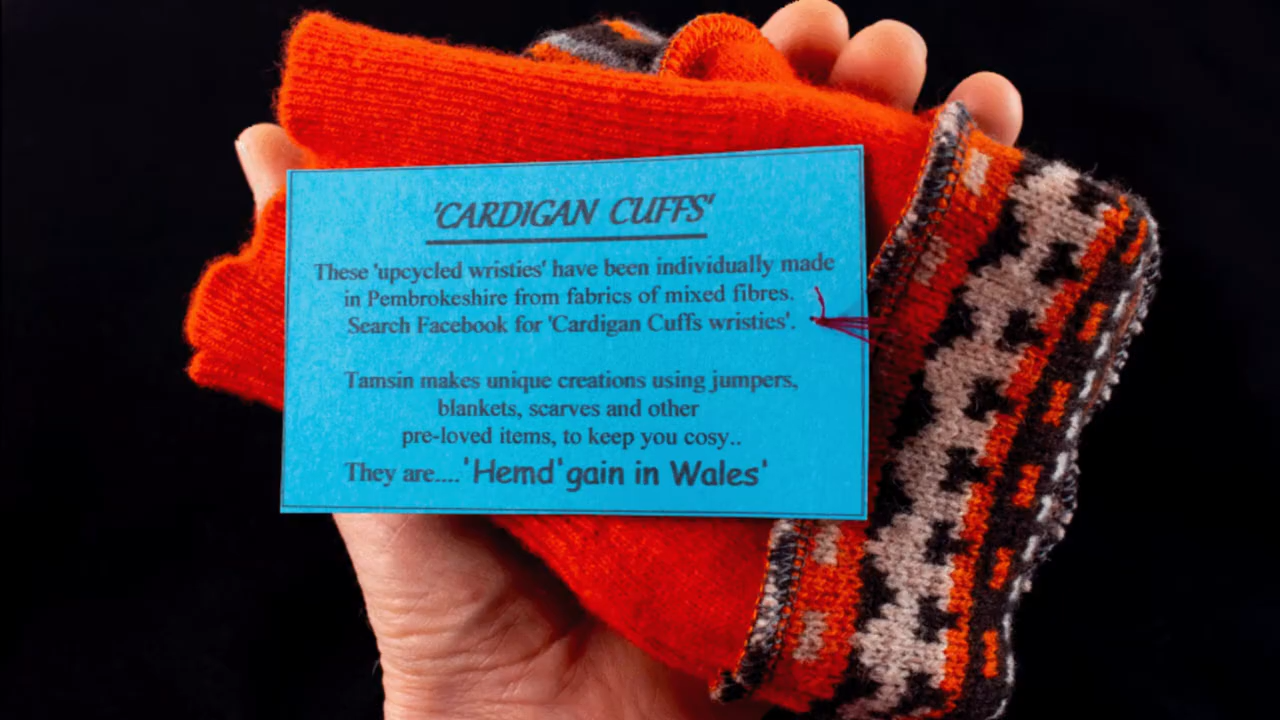 'CARDIGAN CUFFS'
These 'upcycled wristies' have been individually made
in Pembrokeshire from fabrics of mixed fibres.
Search Facebook for 'Cardigan Cuffs wristies'.
Tamsin makes unique creations using jumpers,
blankets, scarves and other
pre-loved items, to keep you cosy..
They are....'Hemd'gain in Wales'